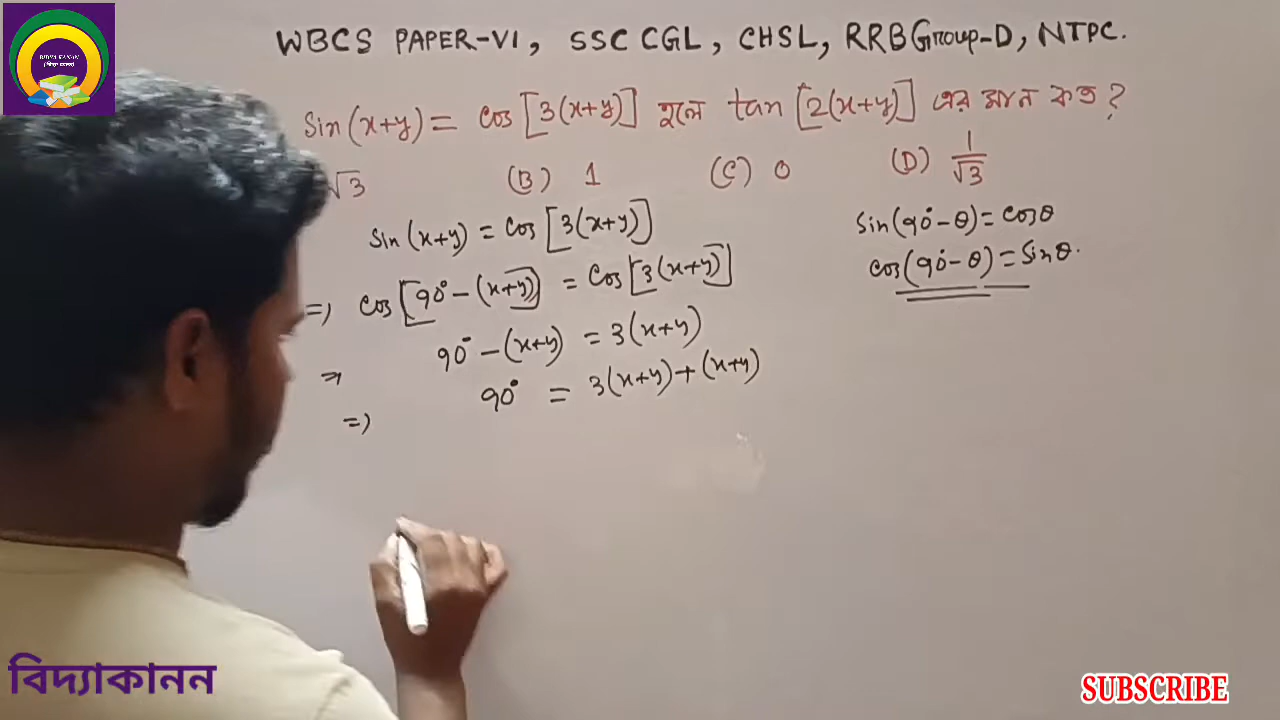 WBCS PAPER-VI, SSC CGL, CHSL, RRB Group-D, NTPC.
Sin(x+y) = cos[3(x+y)] হলে tan[2(x+y)] এর মান কত?
√3 (B) 1 (C) 0 (D) 1/√3
Sin(x+y) = cos[3(x+y)]
⇒ cos[90° - (x+y)] = cos[3(x+y)]
⇒ 90° - (x+y) = 3(x+y)
⇒ 90° = 3(x+y)+(x+y)
Sin(90° - θ) = cosθ
cos(90° - θ) = Sinθ.
বিদ্যাকানন
SUBSCRIBE